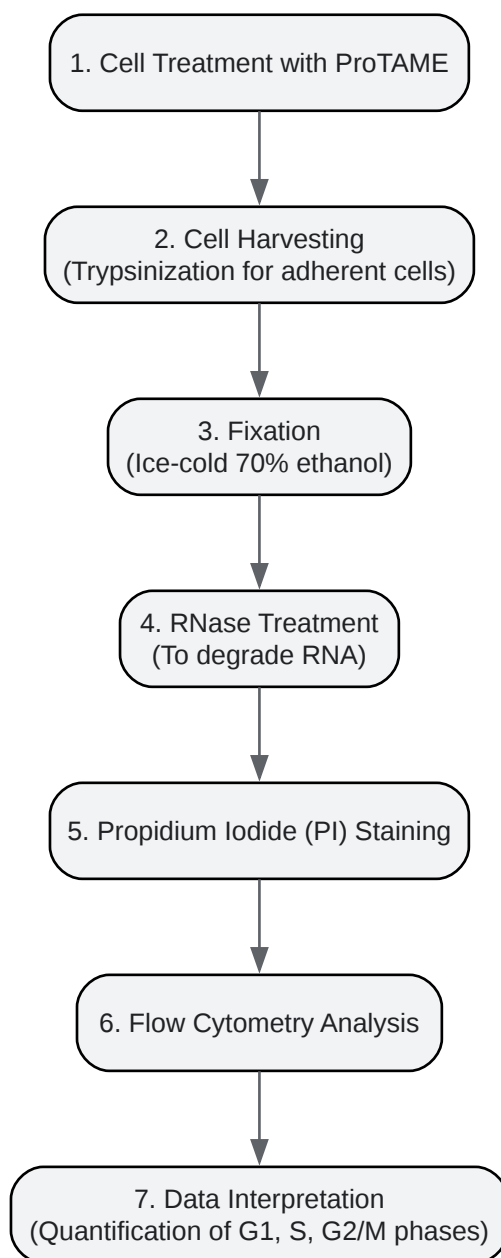 1. Cell Treatment with ProTAME
2. Cell Harvesting
(Trypsinization for adherent cells)
3. Fixation
(Ice-cold 70% ethanol)
4. RNase Treatment
(To degrade RNA)
5. Propidium Iodide (PI) Staining
6. Flow Cytometry Analysis
7. Data Interpretation
(Quantification of G1, S, G2/M phases)